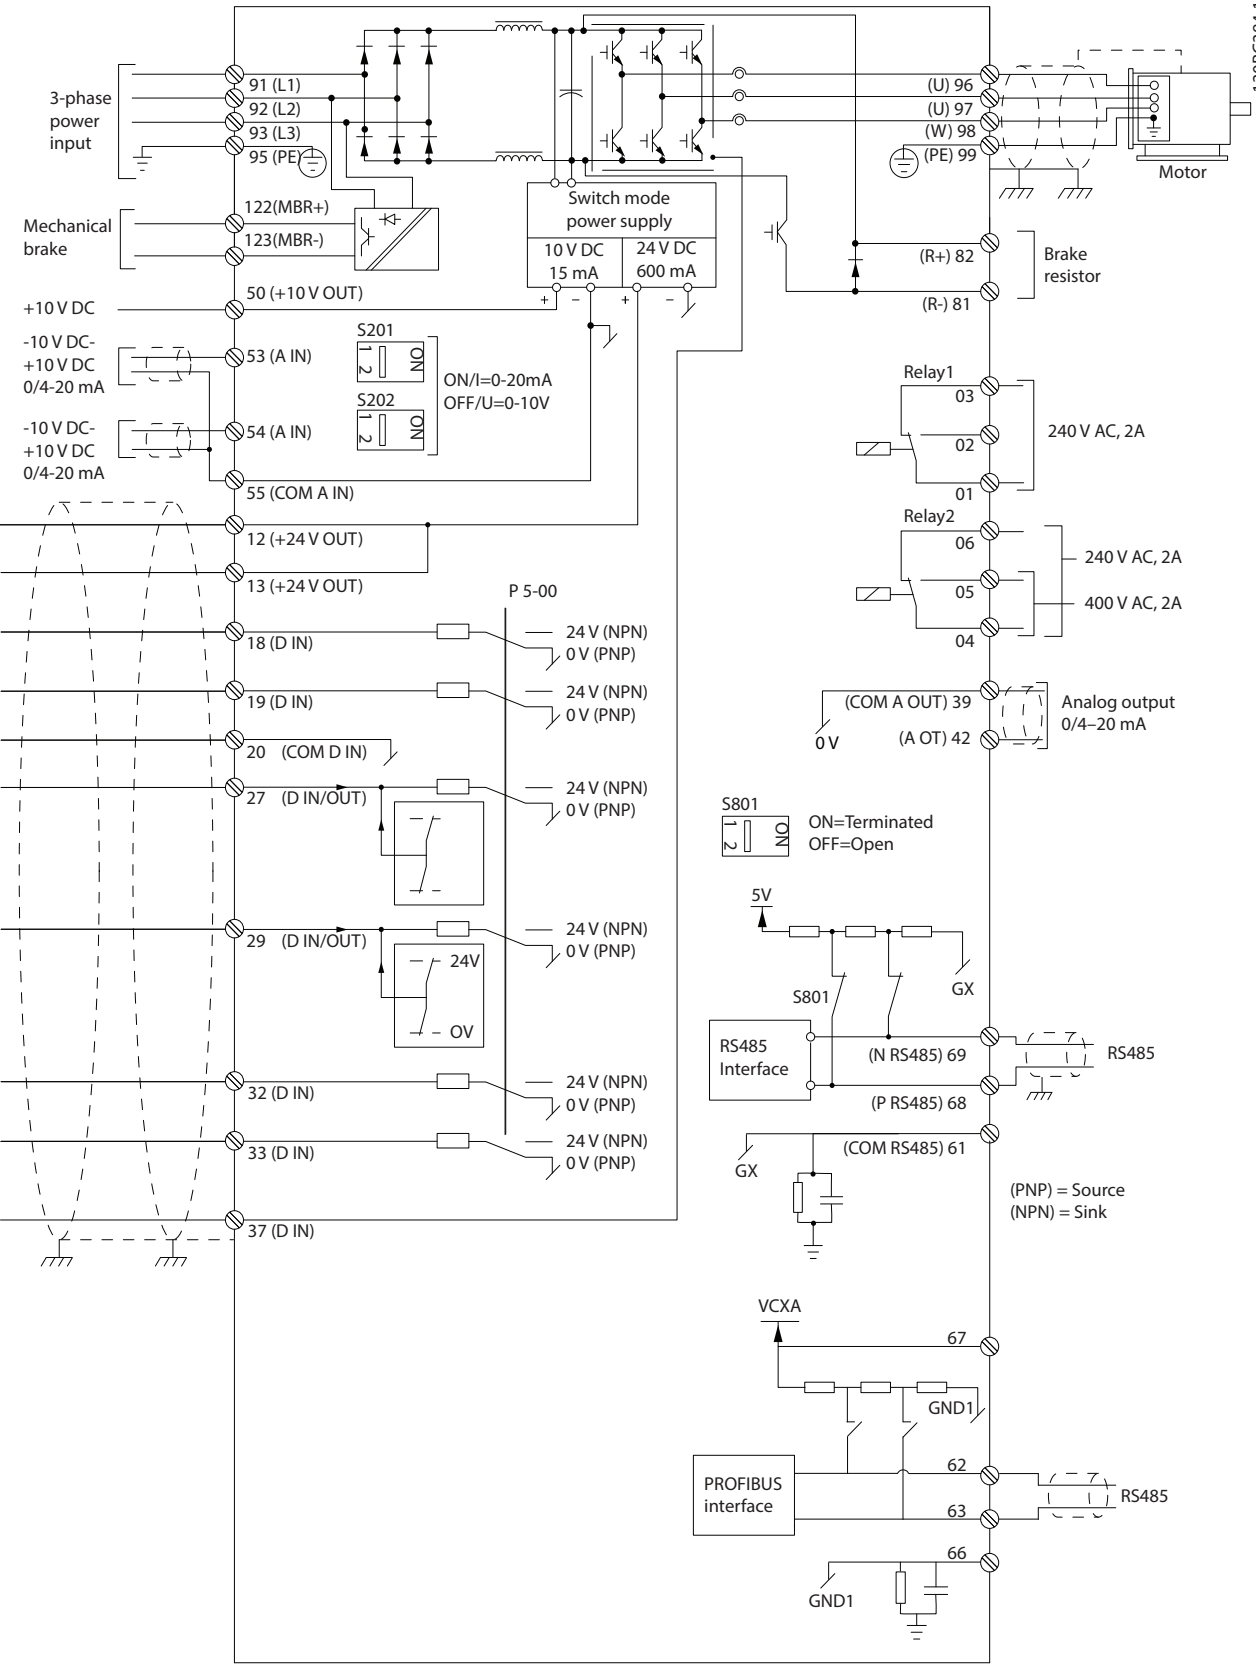 3-phase
power
input
91 (L1)
92 (L2)
93 (L3)
95 (PE)
(U) 96
(U) 97
(W) 98
(PE) 99
Motor
Mechanical
brake
122(MBR+)
123(MBR-)
Switch mode
power supply
10 V DC
15 mA
24 V DC
600 mA
+
−
+
−
(R+) 82
(R-) 81
Brake
resistor
+10 V DC
50 (+10 V OUT)
-10 V DC-
+10 V DC
0/4-20 mA
53 (A IN)
-10 V DC-
+10 V DC
0/4-20 mA
54 (A IN)
55 (COM A IN)
S201
1
2
ON
S202
1
2
ON
ON/I=0-20mA
OFF/U=0-10V
Relay1
03
02
01
240 V AC, 2A
Relay2
06
05
04
240 V AC, 2A
400 V AC, 2A
12 (+24 V OUT)
13 (+24 V OUT)
P 5-00
18 (D IN)
24 V (NPN)
0 V (PNP)
19 (D IN)
24 V (NPN)
0 V (PNP)
20 (COM D IN)
27 (D IN/OUT)
24 V (NPN)
0 V (PNP)
29 (D IN/OUT)
24 V (NPN)
0 V (PNP)
24V
OV
32 (D IN)
24 V (NPN)
0 V (PNP)
33 (D IN)
24 V (NPN)
0 V (PNP)
37 (D IN)
(COM A OUT) 39
(A OT) 42
0 V
Analog output
0/4–20 mA
S801
1
2
ON
ON=Terminated
OFF=Open
5V
GX
S801
RS485
Interface
(N RS485) 69
(P RS485) 68
RS485
(COM RS485) 61
GX
(PNP) = Source
(NPN) = Sink
VCXA
67
GND1
PROFIBUS
interface
62
63
RS485
66
GND1